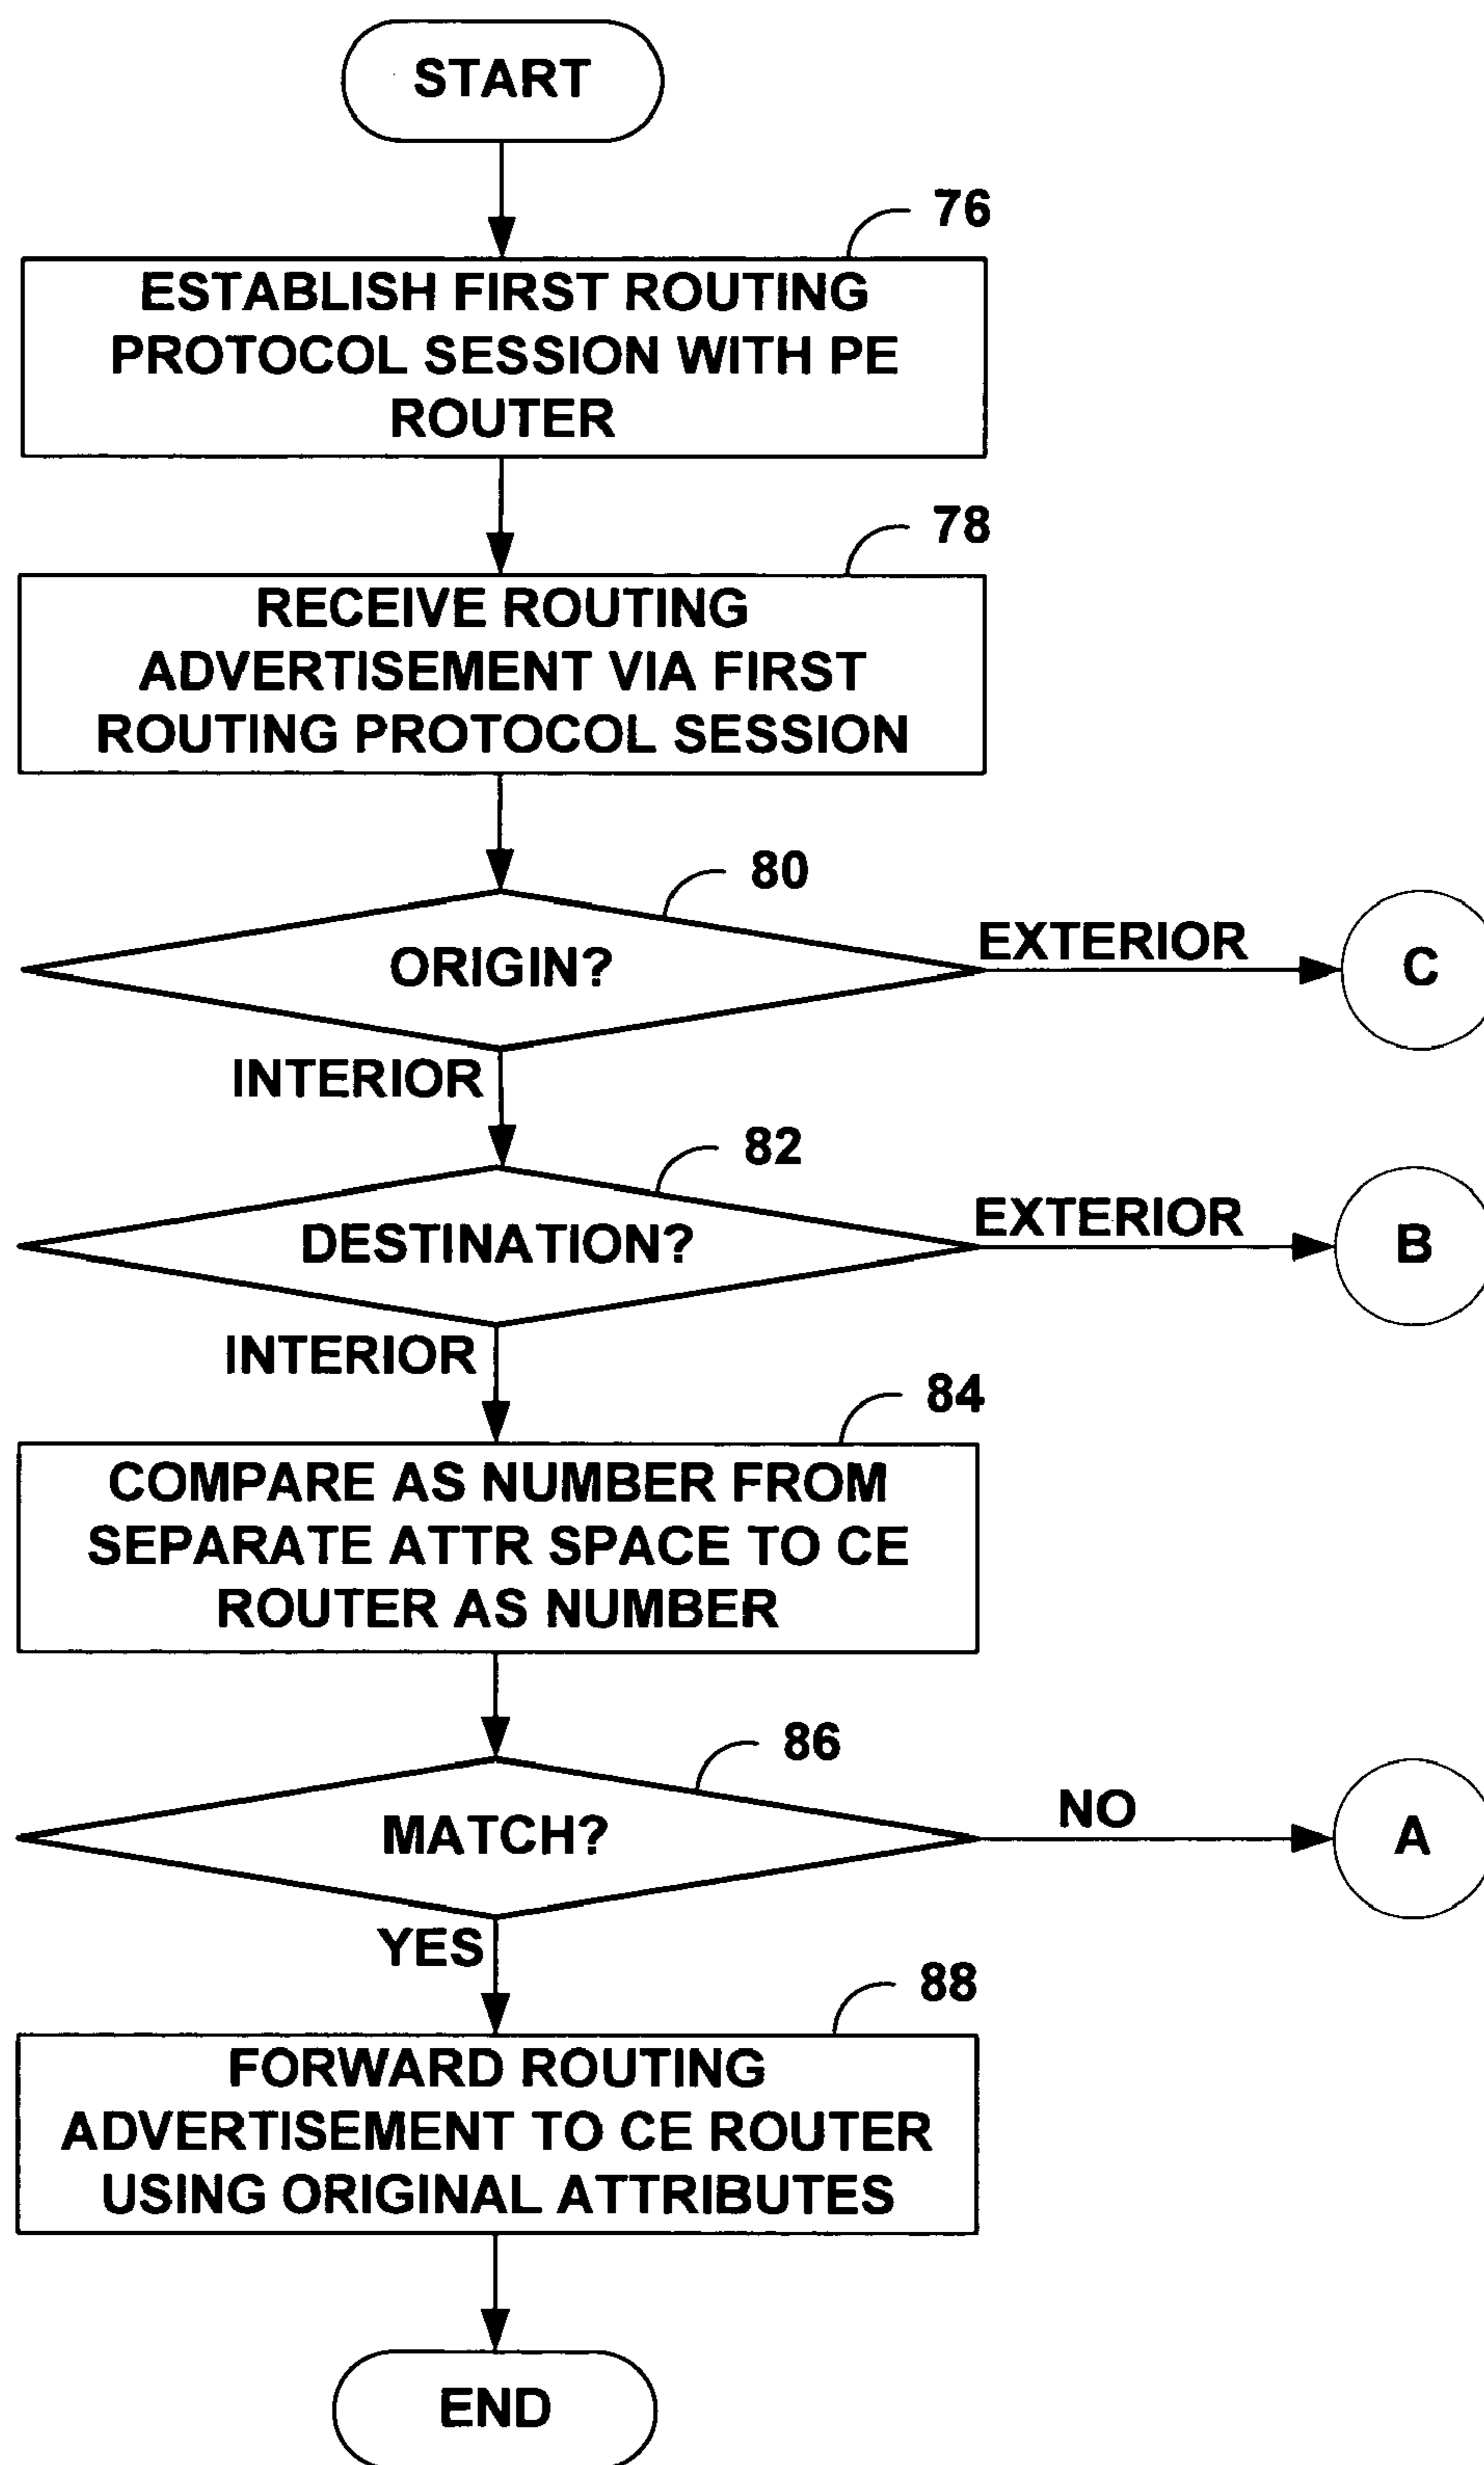 START
76
ESTABLISH FIRST ROUTING
PROTOCOL SESSION WITH PE
ROUTER
78
RECEIVE ROUTING
ADVERTISEMENT VIA FIRST
ROUTING PROTOCOL SESSION
80
ORIGIN?
EXTERIOR
C
INTERIOR
82
DESTINATION?
EXTERIOR
B
INTERIOR
84
COMPARE AS NUMBER FROM
SEPARATE ATTR SPACE TO CE
ROUTER AS NUMBER
86
MATCH?
NO
A
YES
88
FORWARD ROUTING
ADVERTISEMENT TO CE ROUTER
USING ORIGINAL ATTRIBUTES
END